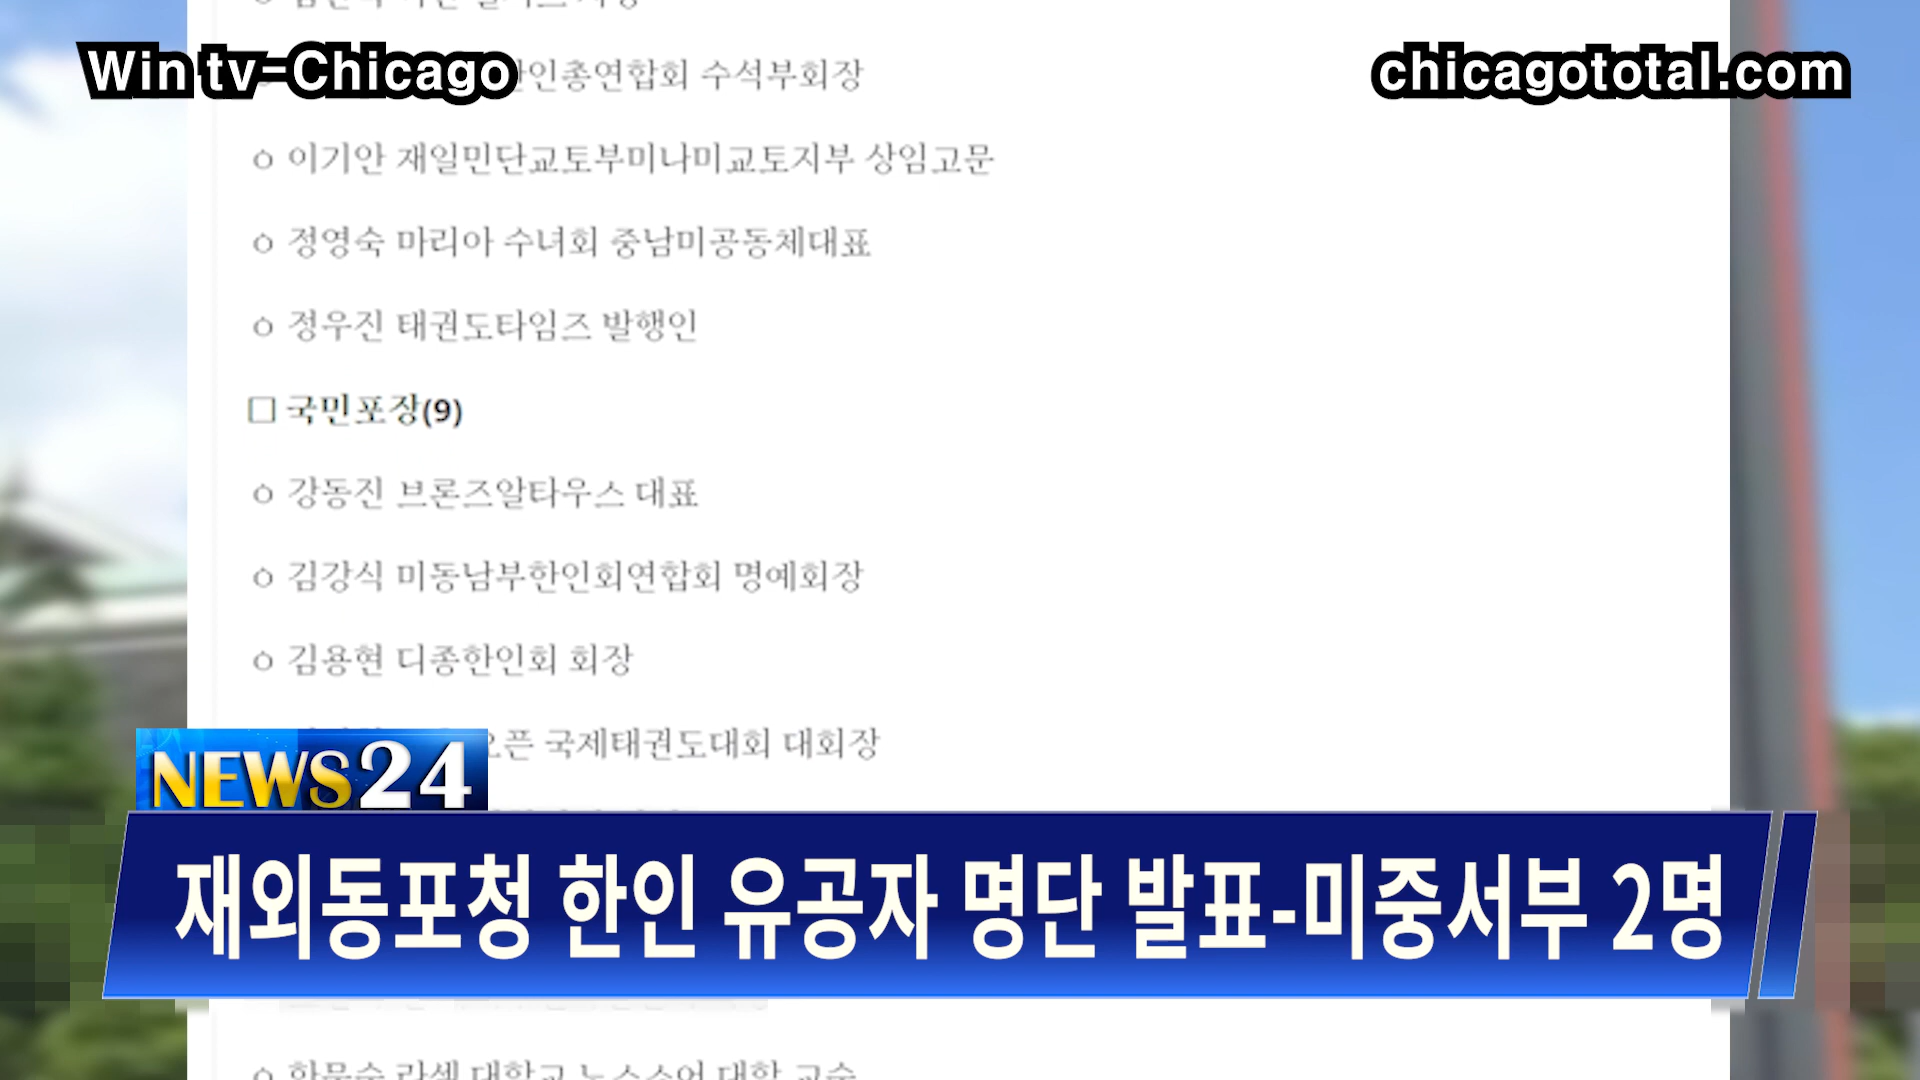 Win tv-Chicago
chicagototal.com
한인총연합회 수석부회장
ㅇ 이기안 재일민단교토부미나미교토지부 상임고문
ㅇ 정영숙 마리아 수녀회 중남미공동체대표
ㅇ 정우진 태권도타임즈 발행인
□ 국민포장(9)
ㅇ 강동진 브론즈알타우스 대표
ㅇ 김강식 미동남부한인회연합회 명예회장
ㅇ 김용현 디종한인회 회장
오픈 국제태권도대회 대회장
NEWS24
재외동포청 한인 유공자 명단 발표-미중서부 2명
대학 교수